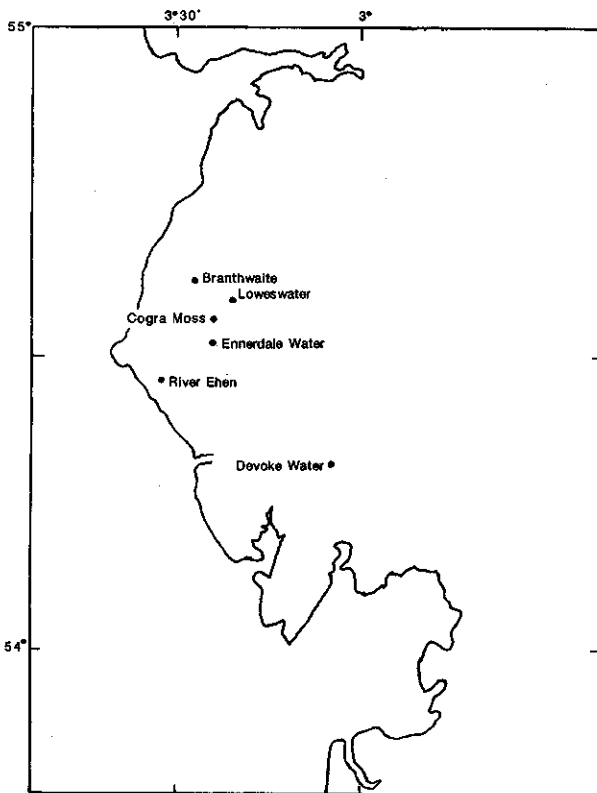 3°30'
3°
55°
Branthwaite
Loweswater
Cogra Moss
Ennerdale Water
River Ehen
Devoke Water
54°